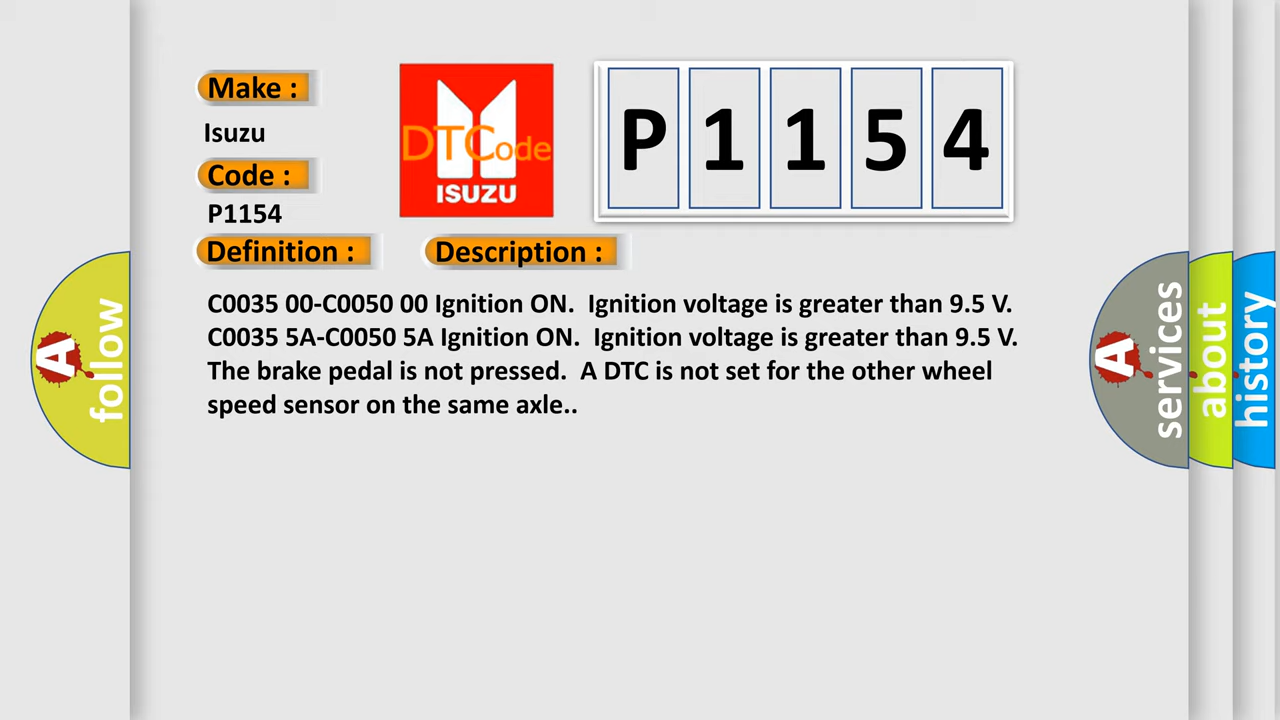 Make :
Isuzu
Code :
P1154
Definition :
Description :
DTCode
ISUZU
P 1 1 5 4
C0035 00-C0050 00 Ignition ON.  Ignition voltage is greater than 9.5 V.
C0035 5A-C0050 5A Ignition ON.  Ignition voltage is greater than 9.5 V.
The brake pedal is not pressed.  A DTC is not set for the other wheel
speed sensor on the same axle..
A follow
A services
about
history